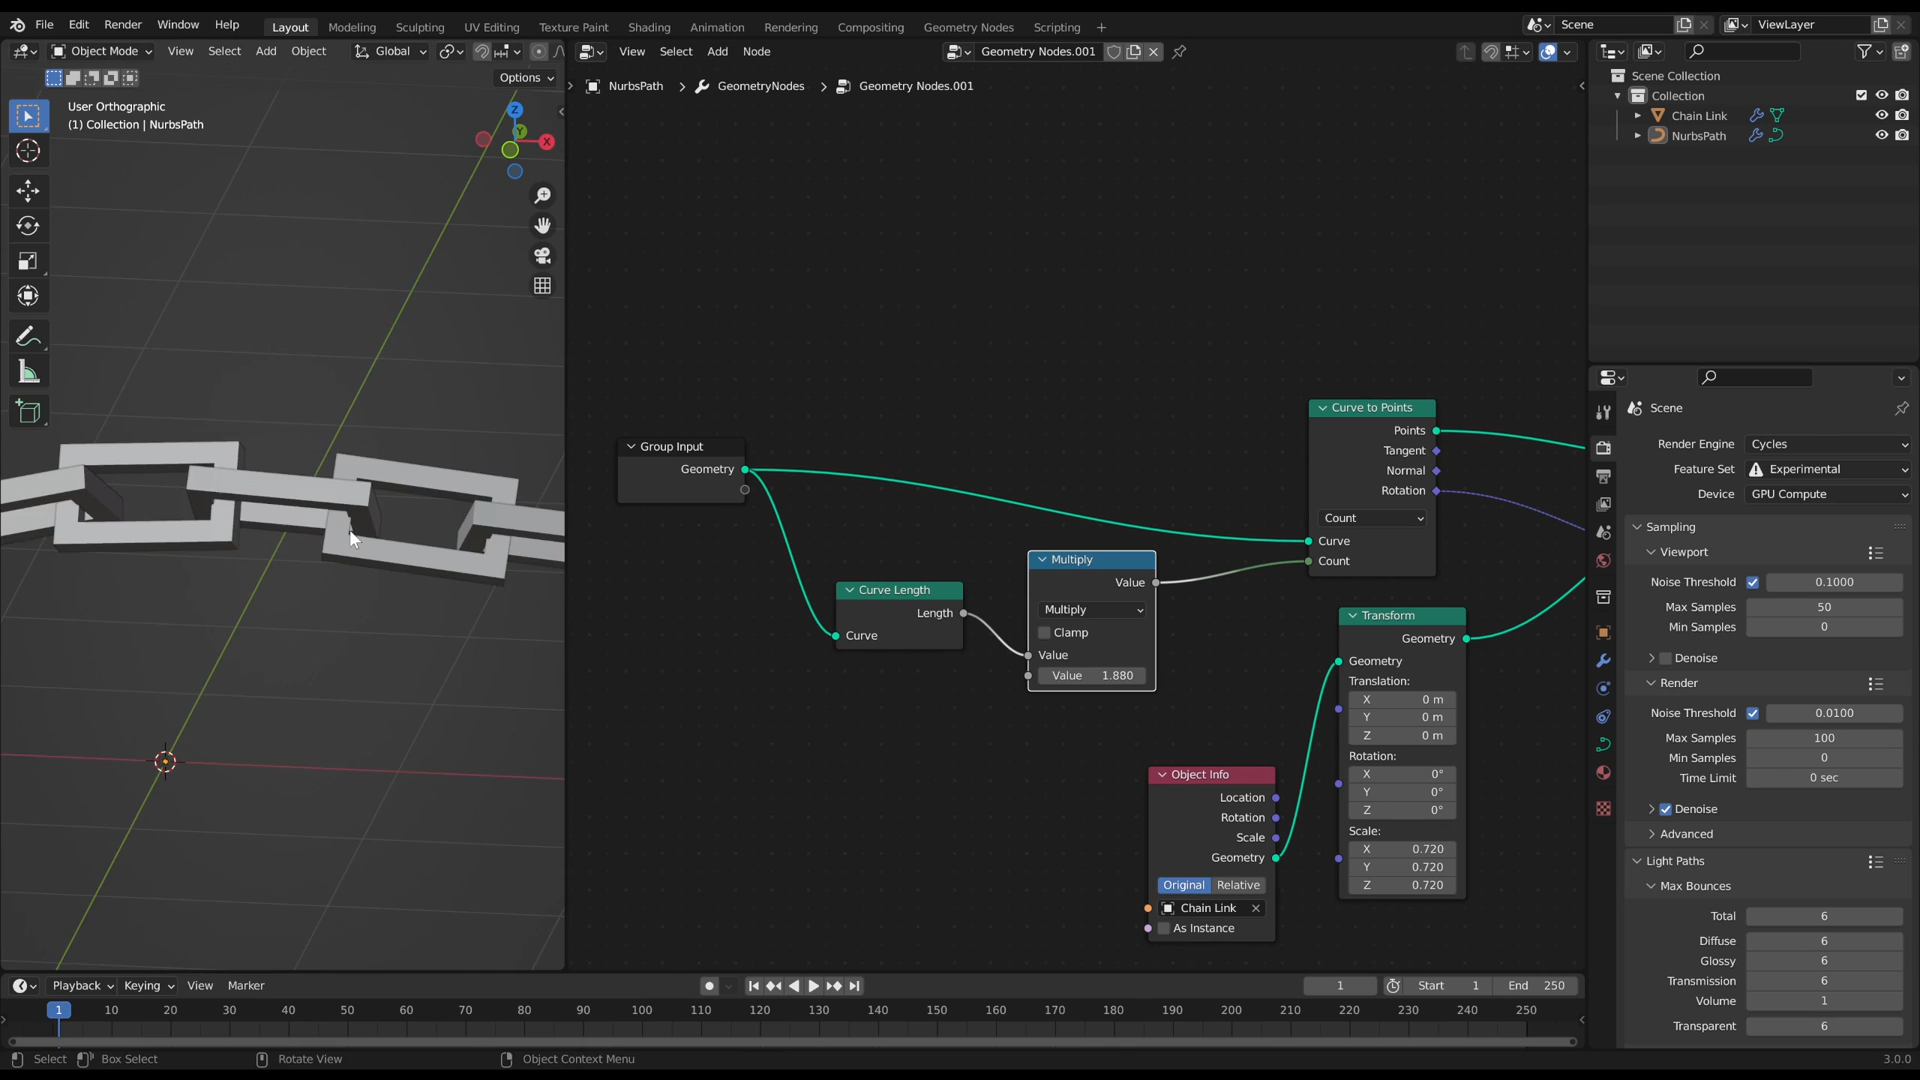 File Edit Render Window Help Layout Modeling Sculpting UV Editing Texture Paint Shading Animation Rendering Compositing Geometry Nodes Scripting + Scene ViewLayer
Object Mode View Select Add Object Global View Select Add Node Geometry Nodes.001
Options
NurbsPath > GeometryNodes > Geometry Nodes.001
User Orthographic
(1) Collection | NurbsPath
Z
Y
X
Scene Collection
Collection
Chain Link
NurbsPath
Group Input
Geometry
Curve Length
Length
Curve
Multiply
Value
Multiply
Clamp
Value
Value 1.880
Curve to Points
Points
Tangent
Normal
Rotation
Count
Curve
Count
Transform
Geometry
Geometry
Translation:
X 0 m
Y 0 m
Z 0 m
Rotation:
X 0°
Y 0°
Z 0°
Scale:
X 0.720
Y 0.720
Z 0.720
Object Info
Location
Rotation
Scale
Geometry
Original Relative
Chain Link
As Instance
Scene
Render Engine Cycles
Feature Set Experimental
Device GPU Compute
Sampling
Viewport
Noise Threshold 0.1000
Max Samples 50
Min Samples 0
Denoise
Render
Noise Threshold 0.0100
Max Samples 100
Min Samples 0
Time Limit 0 sec
Denoise
Advanced
Light Paths
Max Bounces
Total 6
Diffuse 6
Glossy 6
Transmission 6
Volume 1
Transparent 6
Playback Keying View Marker 1 Start 1 End 250
1 10 20 30 40 50 60 70 80 90 100 110 120 130 140 150 160 170 180 190 200 210 220 230 240 250
Select Box Select Rotate View Object Context Menu 3.0.0